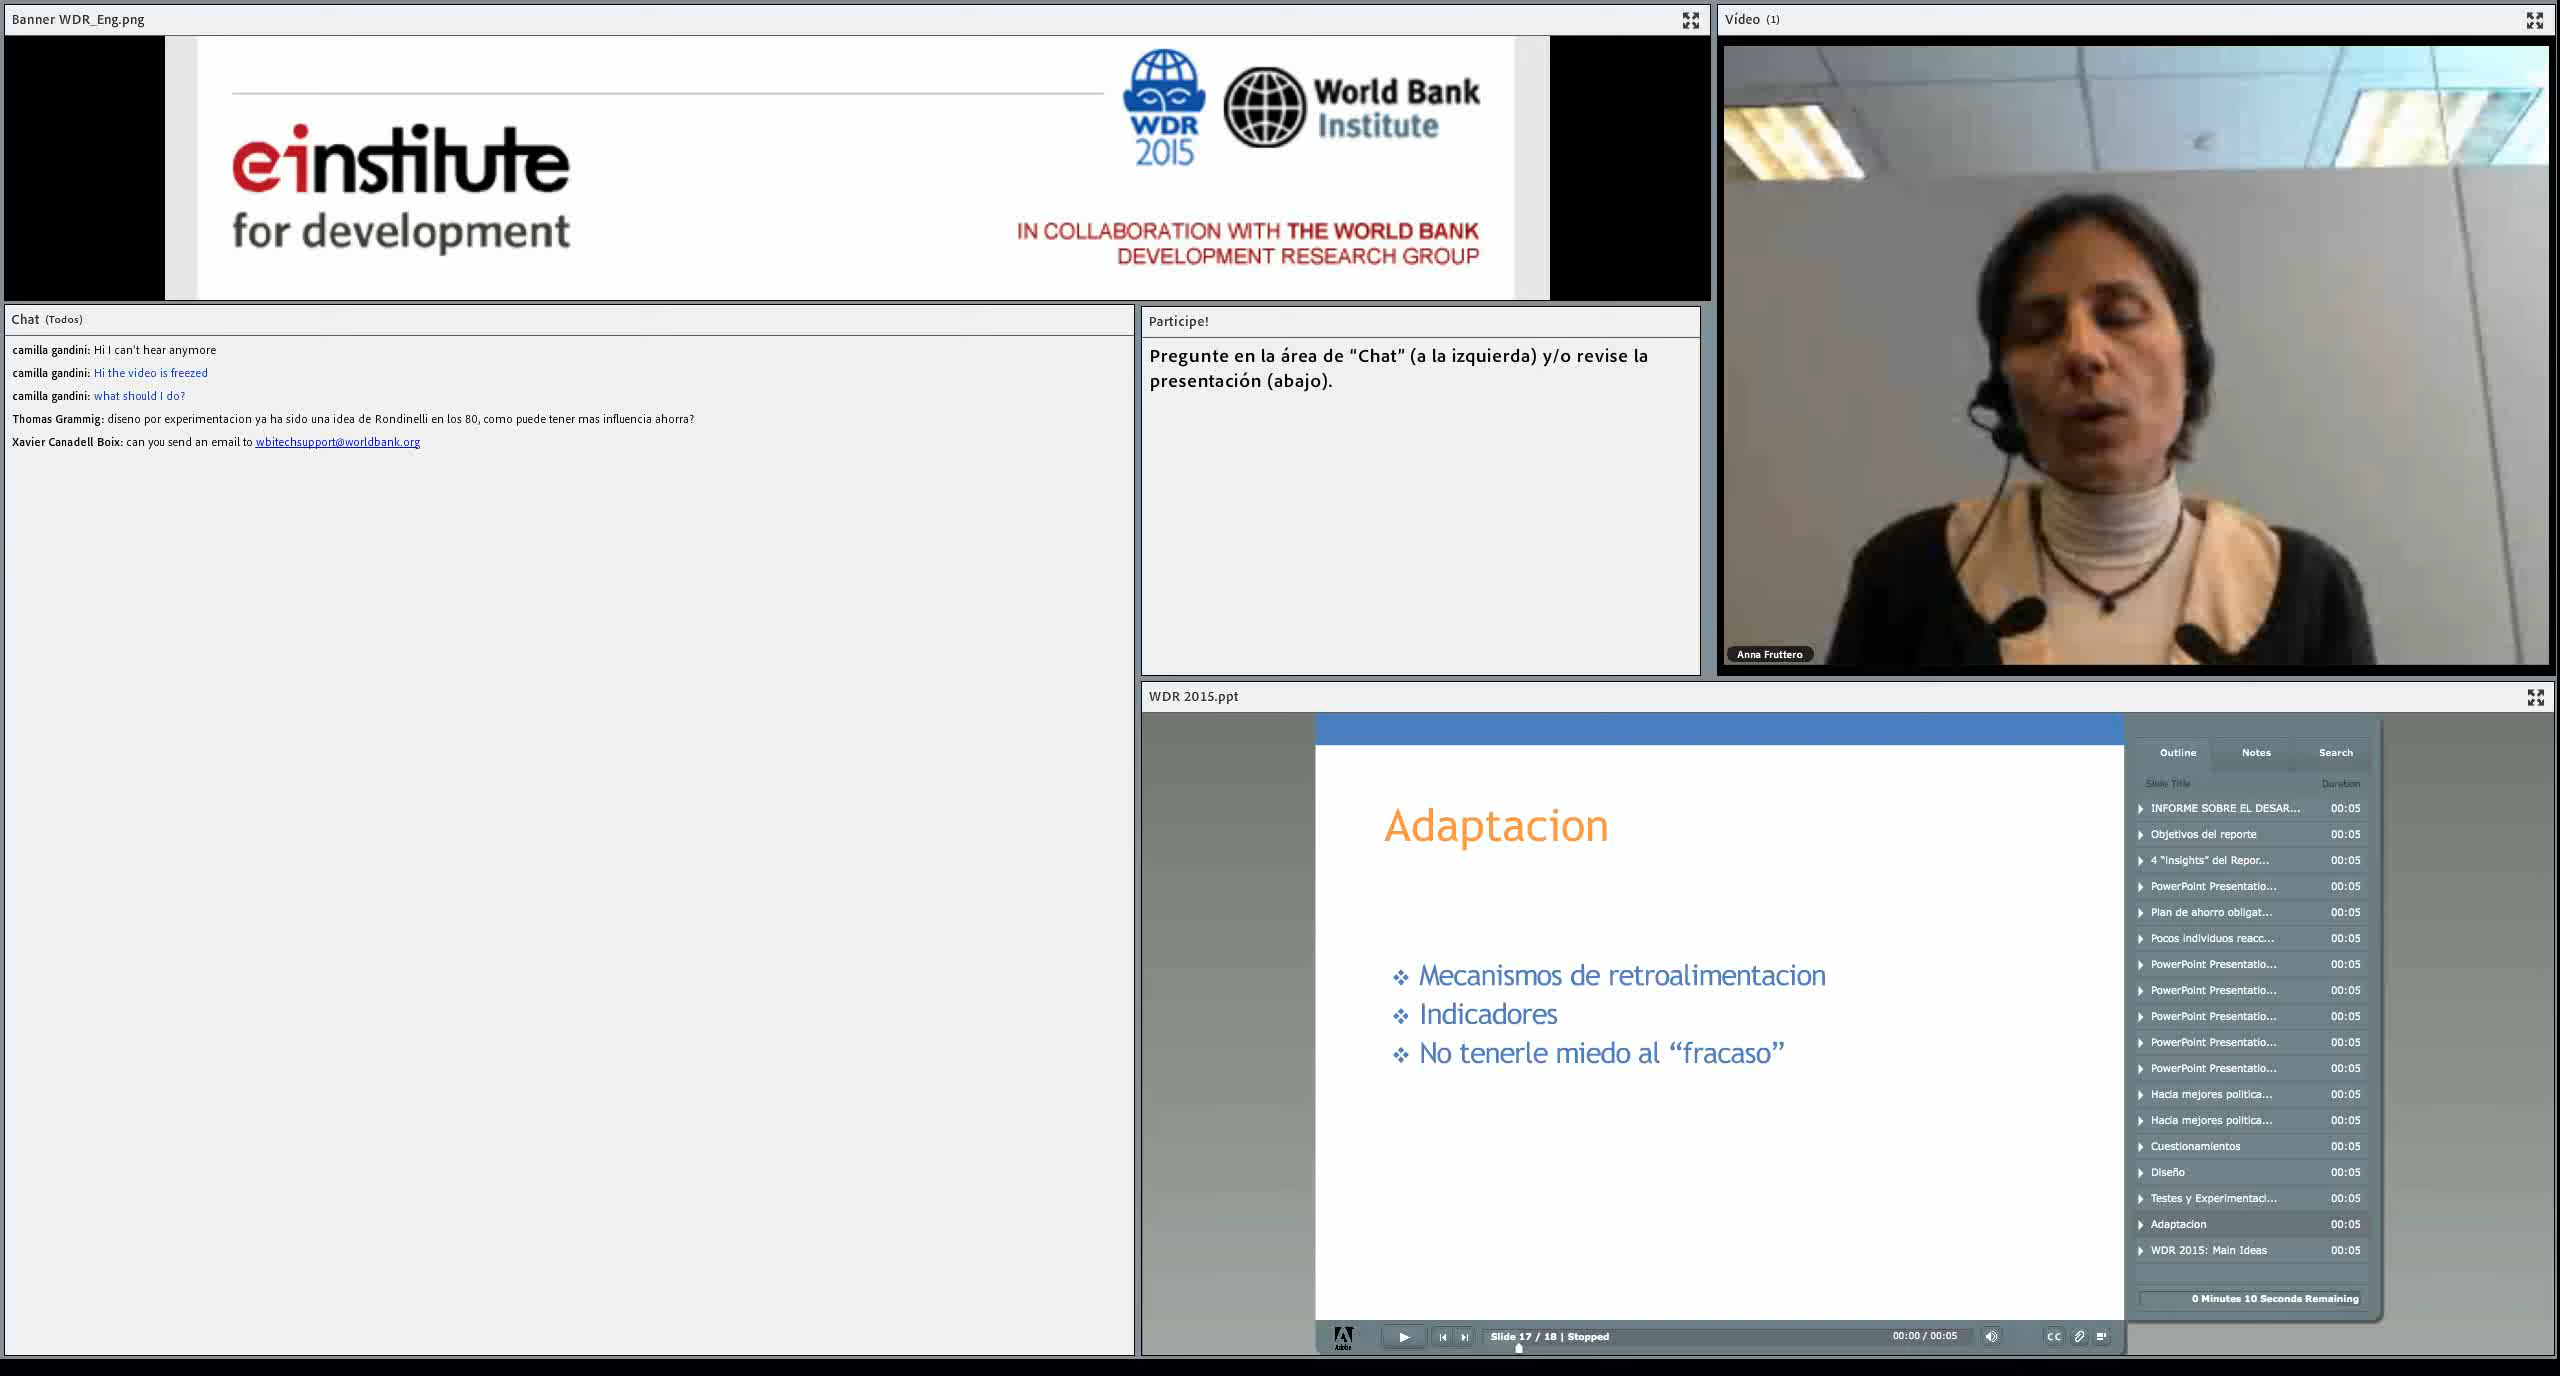 Banner WDR_Eng.png
einstitute
for development
WDR
2015
World Bank
Institute
IN COLLABORATION WITH THE WORLD BANK
DEVELOPMENT RESEARCH GROUP
Vídeo (1)
Anna Fruttero
Chat (Todos)
camilla gandini: Hi I can't hear anymore
camilla gandini: Hi the video is freezed
camilla gandini: what should I do?
Thomas Grammig: diseno por experimentacion ya ha sido una idea de Rondinelli en los 80, como puede tener mas influencia ahorra?
Xavier Canadell Boix: can you send an email to wbitechsupport@worldbank.org
Participe!
Pregunte en la área de “Chat” (a la izquierda) y/o revise la
presentación (abajo).
WDR 2015.ppt
Adaptacion
❖ Mecanismos de retroalimentacion
❖ Indicadores
❖ No tenerle miedo al “fracaso”
Outline Notes Search
Slide Title Duration
INFORME SOBRE EL DESAR... 00:05
Objetivos del reporte 00:05
4 “insights” del Repor... 00:05
PowerPoint Presentatio... 00:05
Plan de ahorro obligat... 00:05
Pocos individuos reacc... 00:05
PowerPoint Presentatio... 00:05
PowerPoint Presentatio... 00:05
PowerPoint Presentatio... 00:05
PowerPoint Presentatio... 00:05
PowerPoint Presentatio... 00:05
Hacia mejores politica... 00:05
Hacia mejores politica... 00:05
Cuestionamientos 00:05
Diseño 00:05
Testes y Experimentaci... 00:05
Adaptacion 00:05
WDR 2015: Main Ideas 00:05
0 Minutes 10 Seconds Remaining
Adobe
Slide 17 / 18 | Stopped
00:00 / 00:05
CC